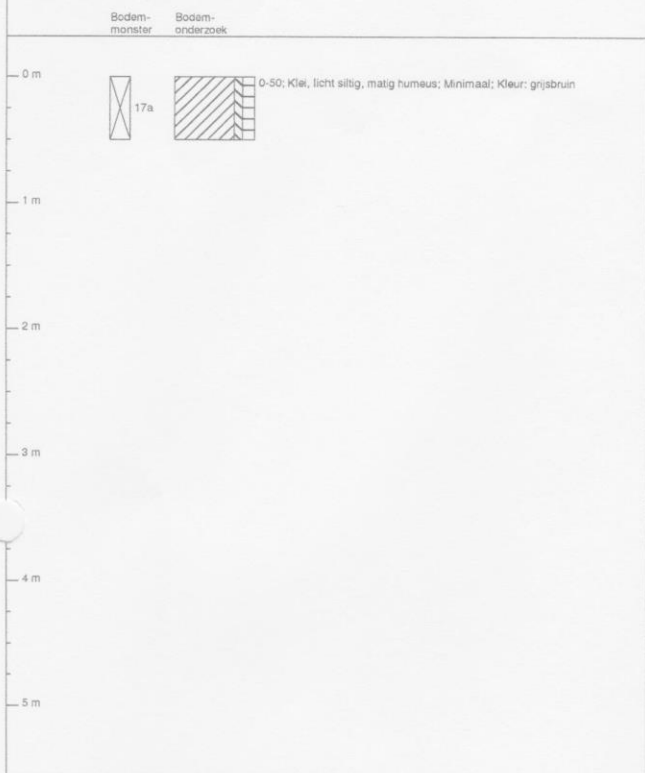 Bodem- Bodem-
monster onderzoek
0 m
0-50; Klei, licht siltig, matig humeus; Minimaal; Kleur: grijsbruin
17a
1 m
2 m
3 m
4 m
5 m